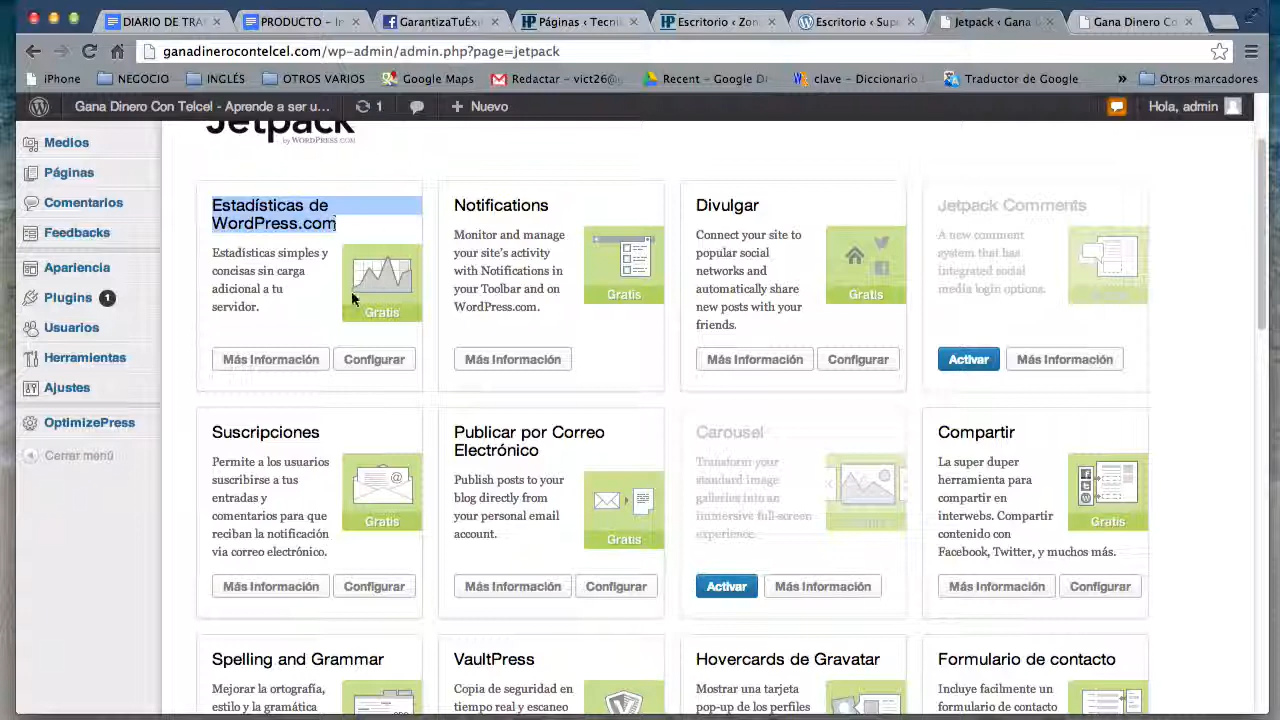 DIARIO DE TRA
PRODUCTO – In
GarantizaTuÉxi
Páginas ‹ Tecni
Escritorio ‹ Zon
Escritorio ‹ Sup
Jetpack ‹ Gana D
Gana Dinero Co
ganadinerocontelcel.com/wp-admin/admin.php?page=jetpack
iPhone
NEGOCIO
INGLÉS
OTROS VARIOS
Google Maps
Redactar – vict26@g
Recent – Google Dr
clave – Diccionario
Traductor de Google
»
Otros marcadores
Gana Dinero Con Telcel - Aprende a ser u...
1
Nuevo
Hola, admin
Jetpack
by WORDPRESS.COM
Medios
Páginas
Comentarios
Feedbacks
Apariencia
Plugins 1
Usuarios
Herramientas
Ajustes
OptimizePress
Cerrar menú
Estadísticas de
WordPress.com
Estadísticas simples y
concisas sin carga
adicional a tu
servidor.
Gratis
Más Información
Configurar
Notifications
Monitor and manage
your site's activity
with Notifications in
your Toolbar and on
WordPress.com.
Gratis
Más Información
Divulgar
Connect your site to
popular social
networks and
automatically share
new posts with your
friends.
Gratis
Más Información
Configurar
Jetpack Comments
A new comment
system that has
integrated social
media login options.
Activar
Más Información
Suscripciones
Permite a los usuarios
suscribirse a tus
entradas y
comentarios para que
reciban la notificación
via correo electrónico.
Gratis
Más Información
Configurar
Publicar por Correo
Electrónico
Publish posts to your
blog directly from
your personal email
account.
Gratis
Más Información
Configurar
Carousel
Transform your
standard image
galleries into an
immersive full-screen
experience.
Activar
Más Información
Compartir
La super duper
herramienta para
compartir en
interwebs. Compartir
contenido con
Facebook, Twitter, y muchos más.
Gratis
Más Información
Configurar
Spelling and Grammar
Mejorar la ortografía,
estilo y la gramática
VaultPress
Copia de seguridad en
tiempo real y escaneo
Hovercards de Gravatar
Mostrar una tarjeta
pop-up de los perfiles
Formulario de contacto
Incluye facilmente un
formulario de contacto